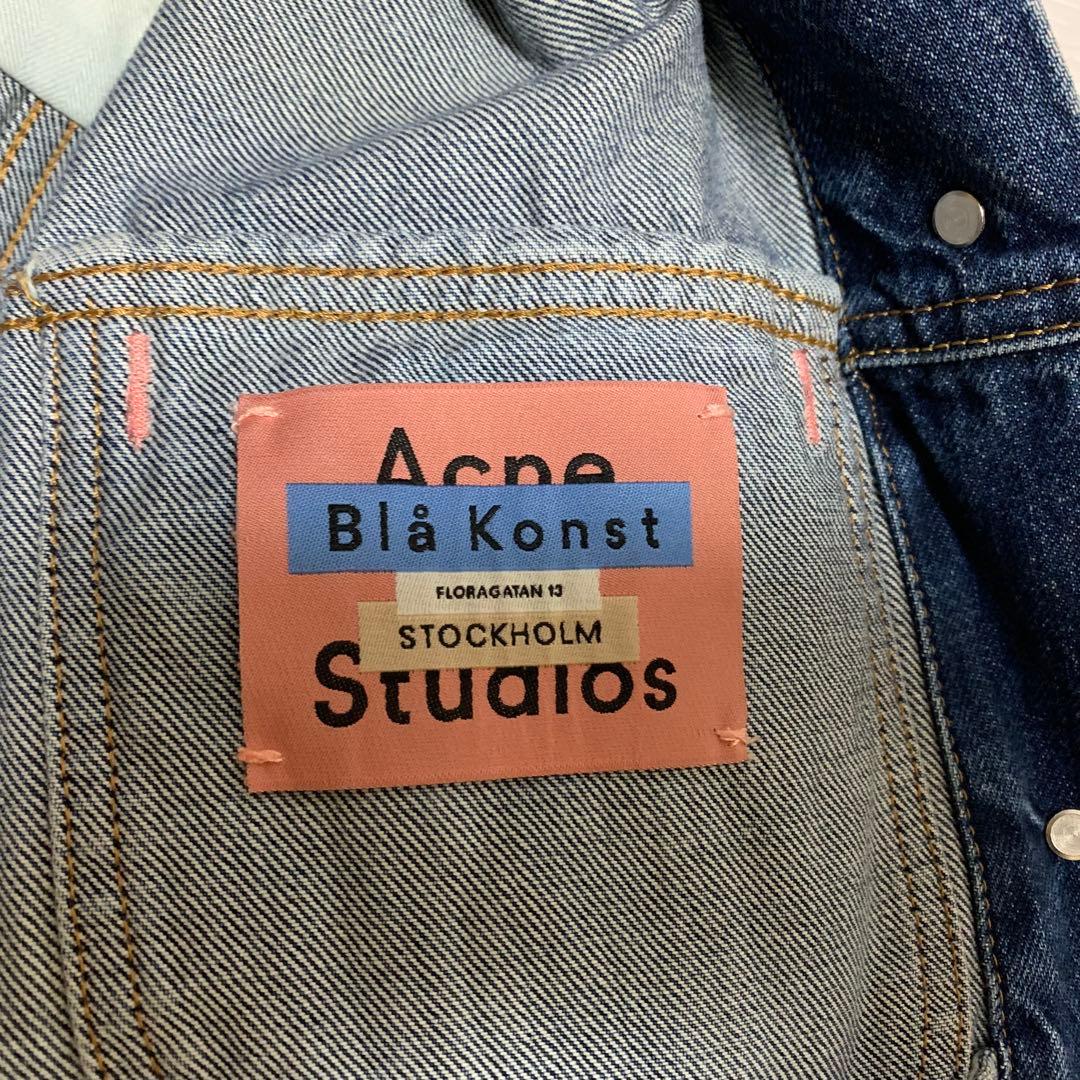 Acne
Blå Konst
FLORAGATAN 13
STOCKHOLM
Studios